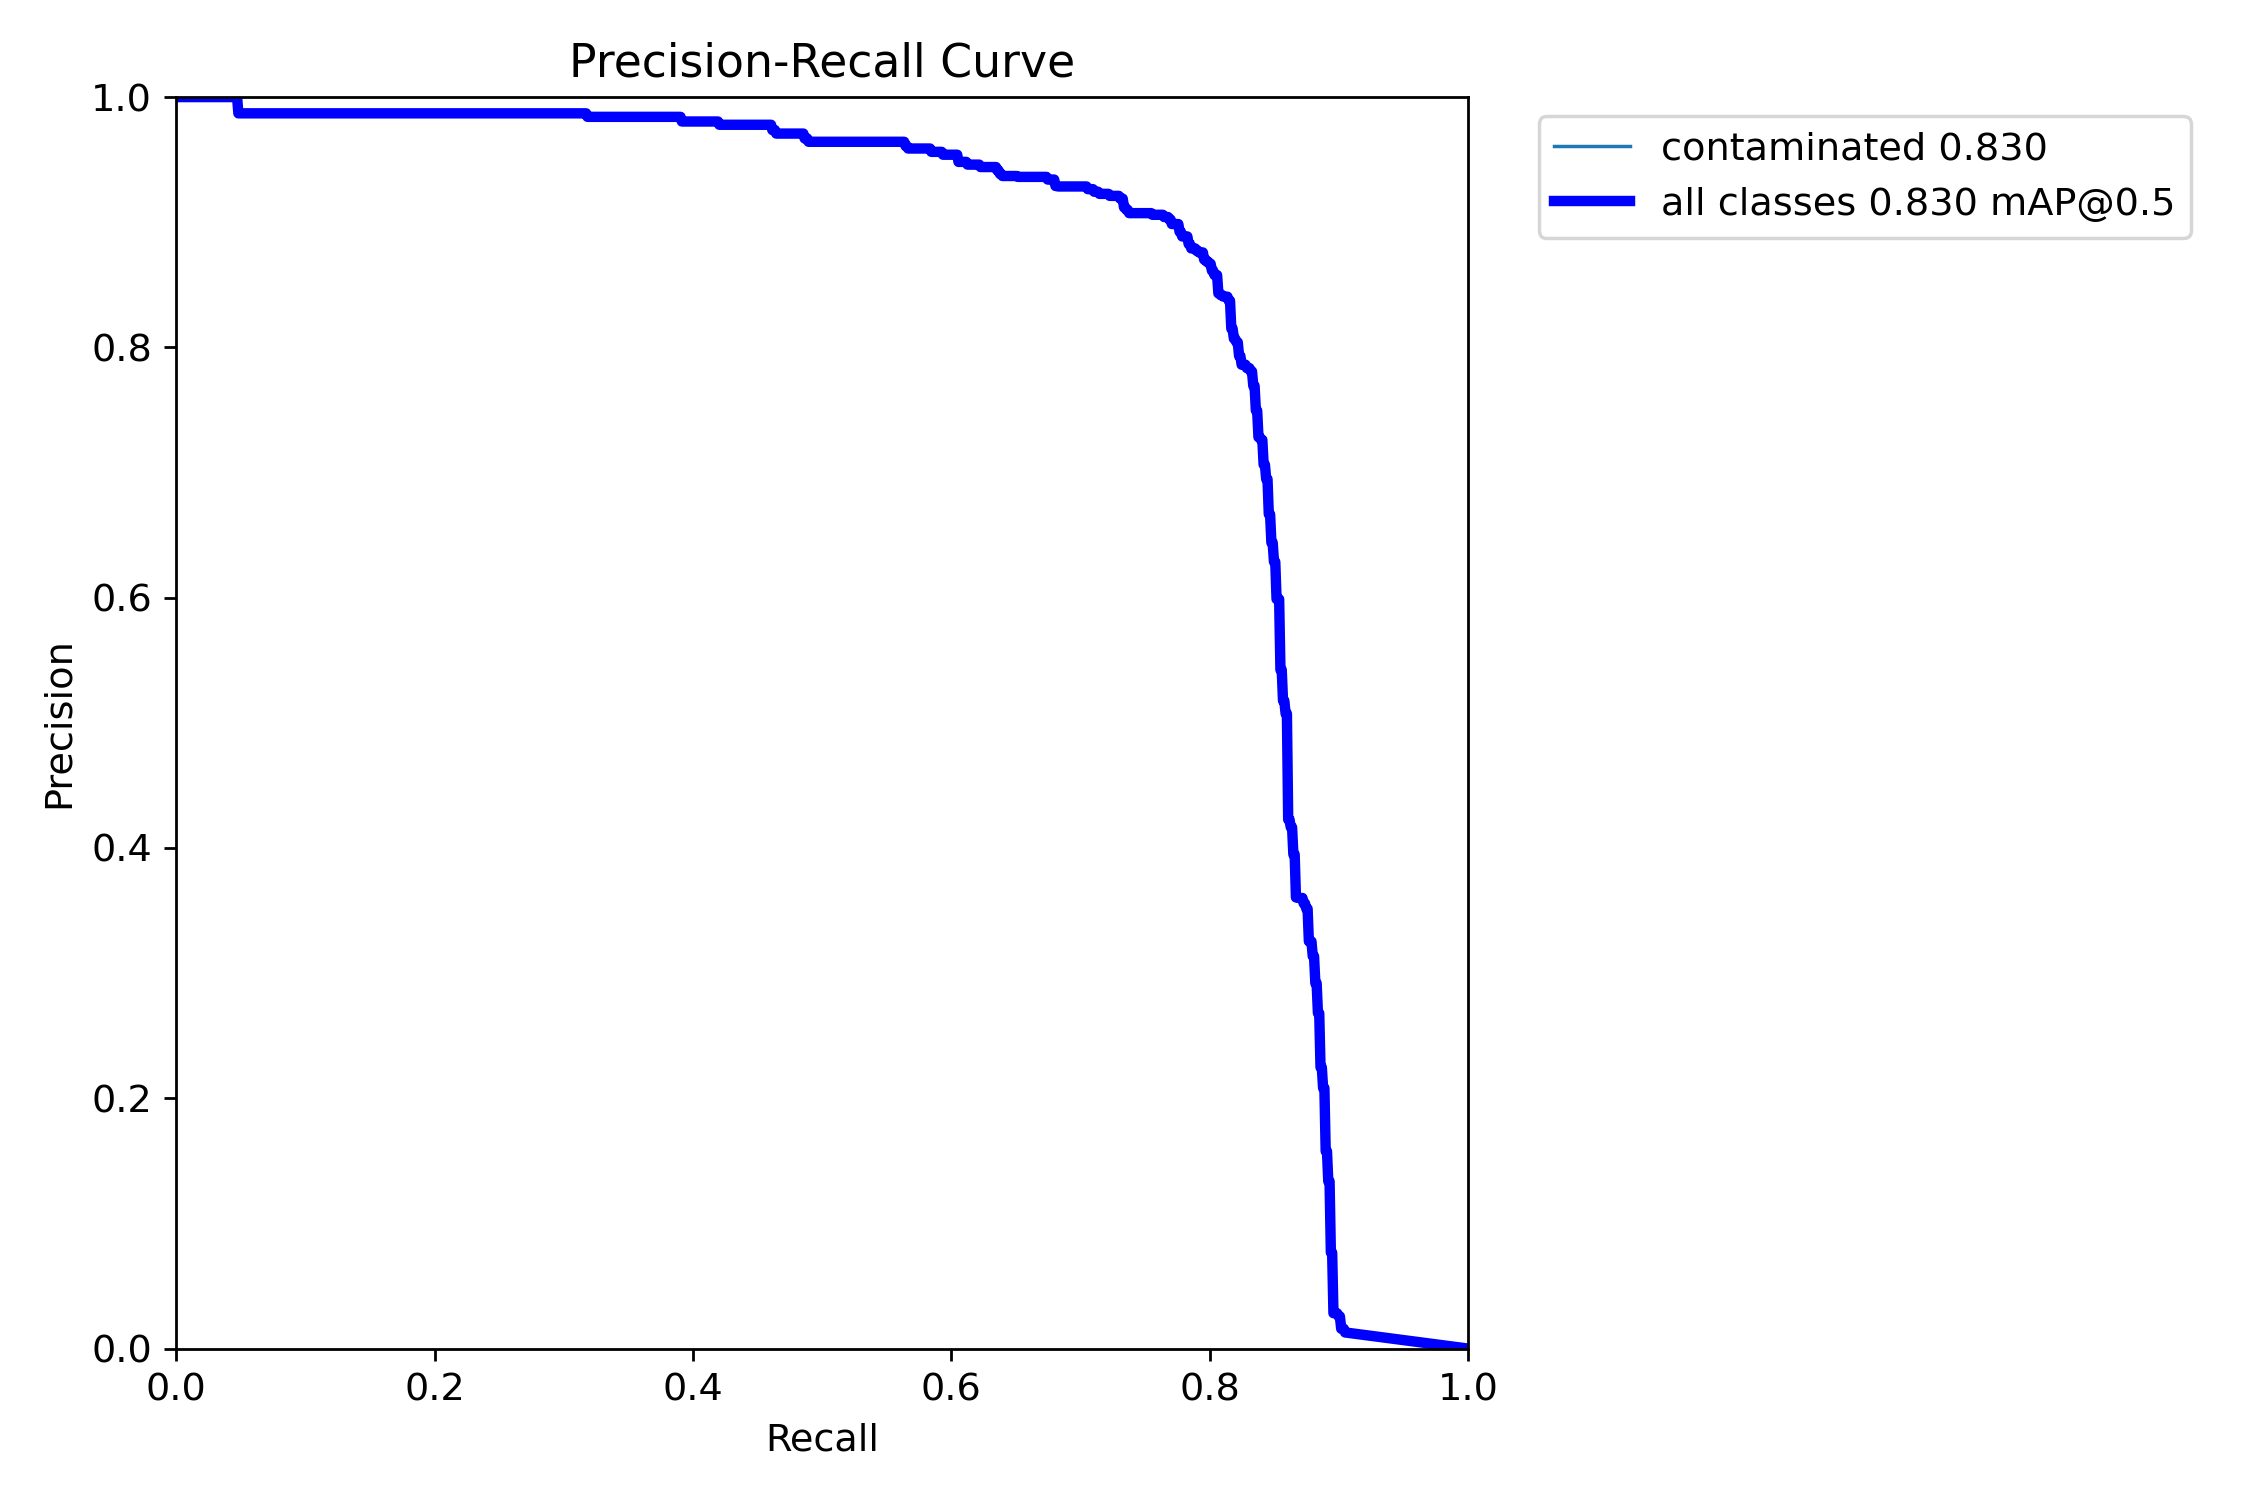 Precision-Recall Curve
1.0
0.8
0.6
0.4
0.2
0.0
Precision
0.0 0.2 0.4 0.6 0.8 1.0
Recall
contaminated 0.830
all classes 0.830 mAP@0.5